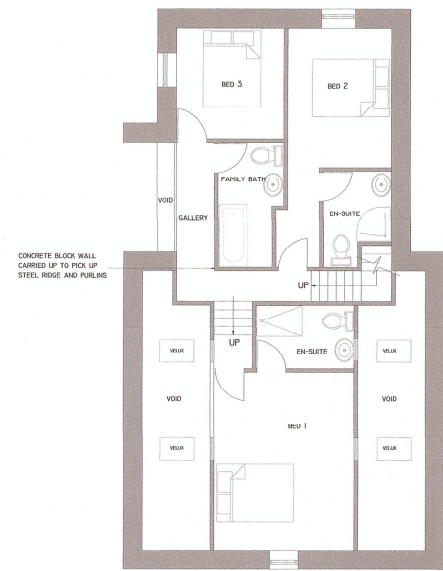 BED 3
BED 2
FAMILY BATH
VOID
GALLERY
EN-SUITE
CONCRETE BLOCK WALL
CARRIED UP TO PICK UP
STEEL RIDGE AND PURLINS
UP
UP
VELUX
EN-SUITE
VELUX
VOID
VOID
BED 1
VELUX
VELUX